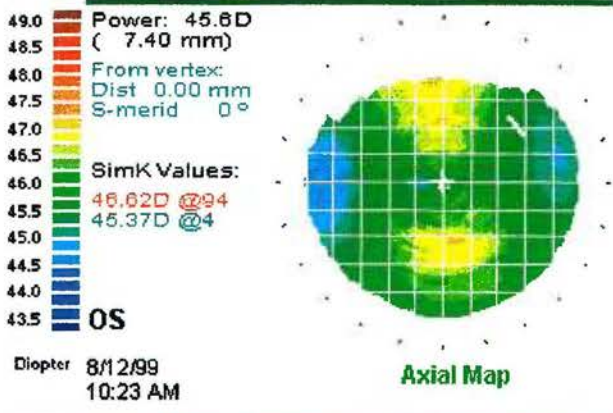 49.0
48.5
48.0
47.5
47.0
46.5
46.0
45.5
45.0
44.5
44.0
43.5
Diopter
Power: 45.6D
( 7.40 mm)
From vertex:
Dist 0.00 mm
S-merid 0 °
SimK Values:
46.62D @94
45.37D @4
OS
8/12/99
10:23 AM
Axial Map